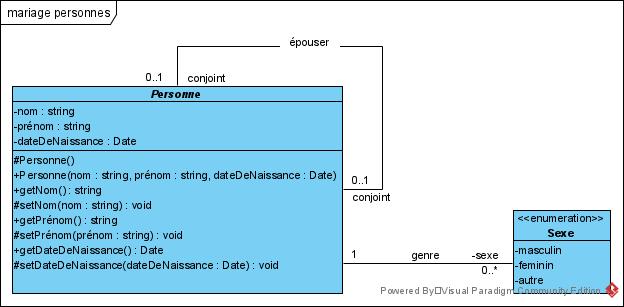 mariage personnes
épouser
0..1
conjoint
Personne
-nom : string
-prénom : string
-dateDeNaissance : Date
#Personne()
+Personne(nom : string, prénom : string, dateDeNaissance : Date)
+getNom() : string
#setNom(nom : string) : void
+getPrénom() : string
#setPrénom(prénom : string) : void
+getDateDeNaissance() : Date
#setDateDeNaissance(dateDeNaissance : Date) : void
0..1
conjoint
1
genre
-sexe
0..*
<<enumeration>>
Sexe
-masculin
-feminin
-autre
Powered By Visual Paradigm Community Edition